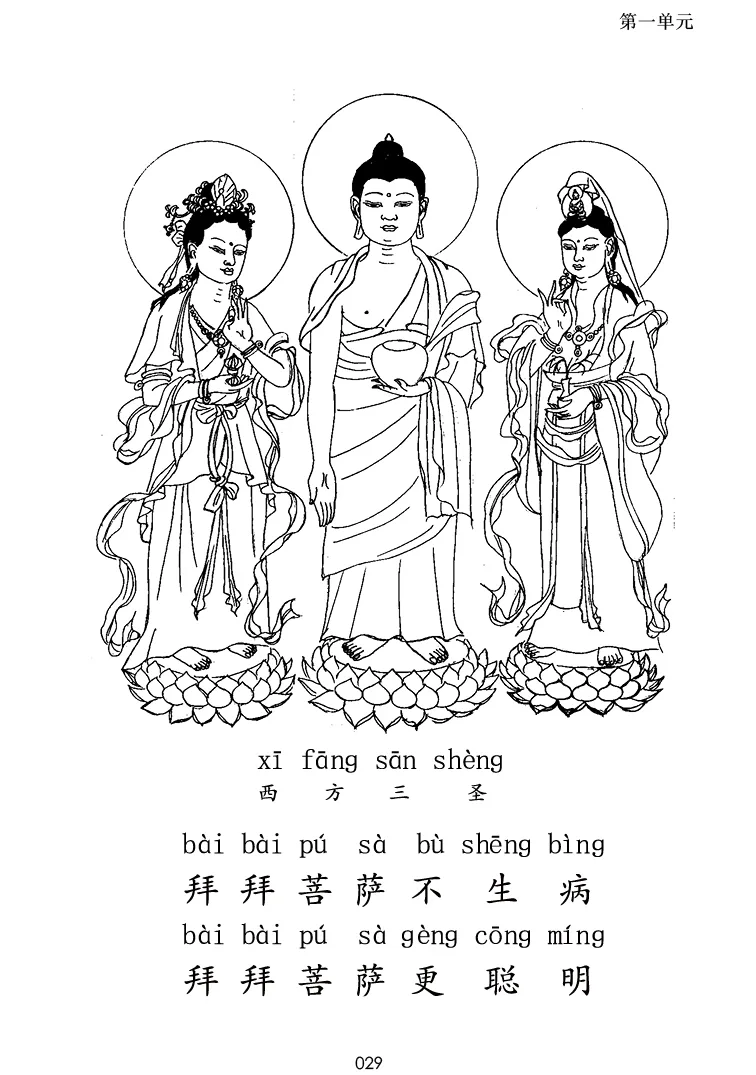 第一单元
xī fāng sān shèng
西方三圣
bài bài pú sà bù shēng bìng
拜拜菩萨不生病
bài bài pú sà gèng cōng míng
拜拜菩萨更聪明
029